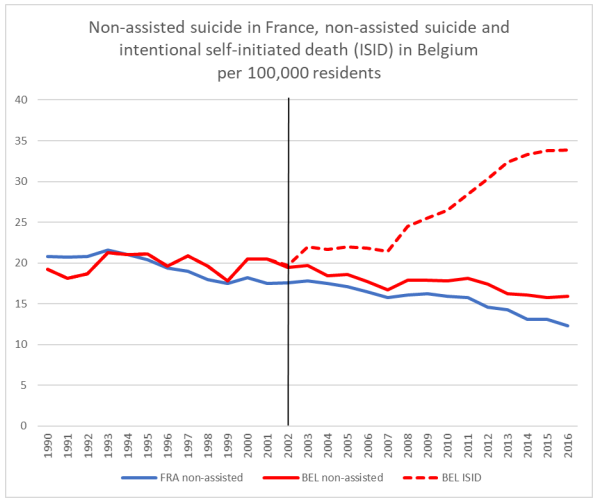 Non-assisted suicide in France, non-assisted suicide and
intentional self-initiated death (ISID) in Belgium
per 100,000 residents
40
35
30
25
20
15
10
5
0
1990 1991 1992 1993 1994 1995 1996 1997 1998 1999 2000 2001 2002 2003 2004 2005 2006 2007 2008 2009 2010 2011 2012 2013 2014 2015 2016
FRA non-assisted BEL non-assisted BEL ISID